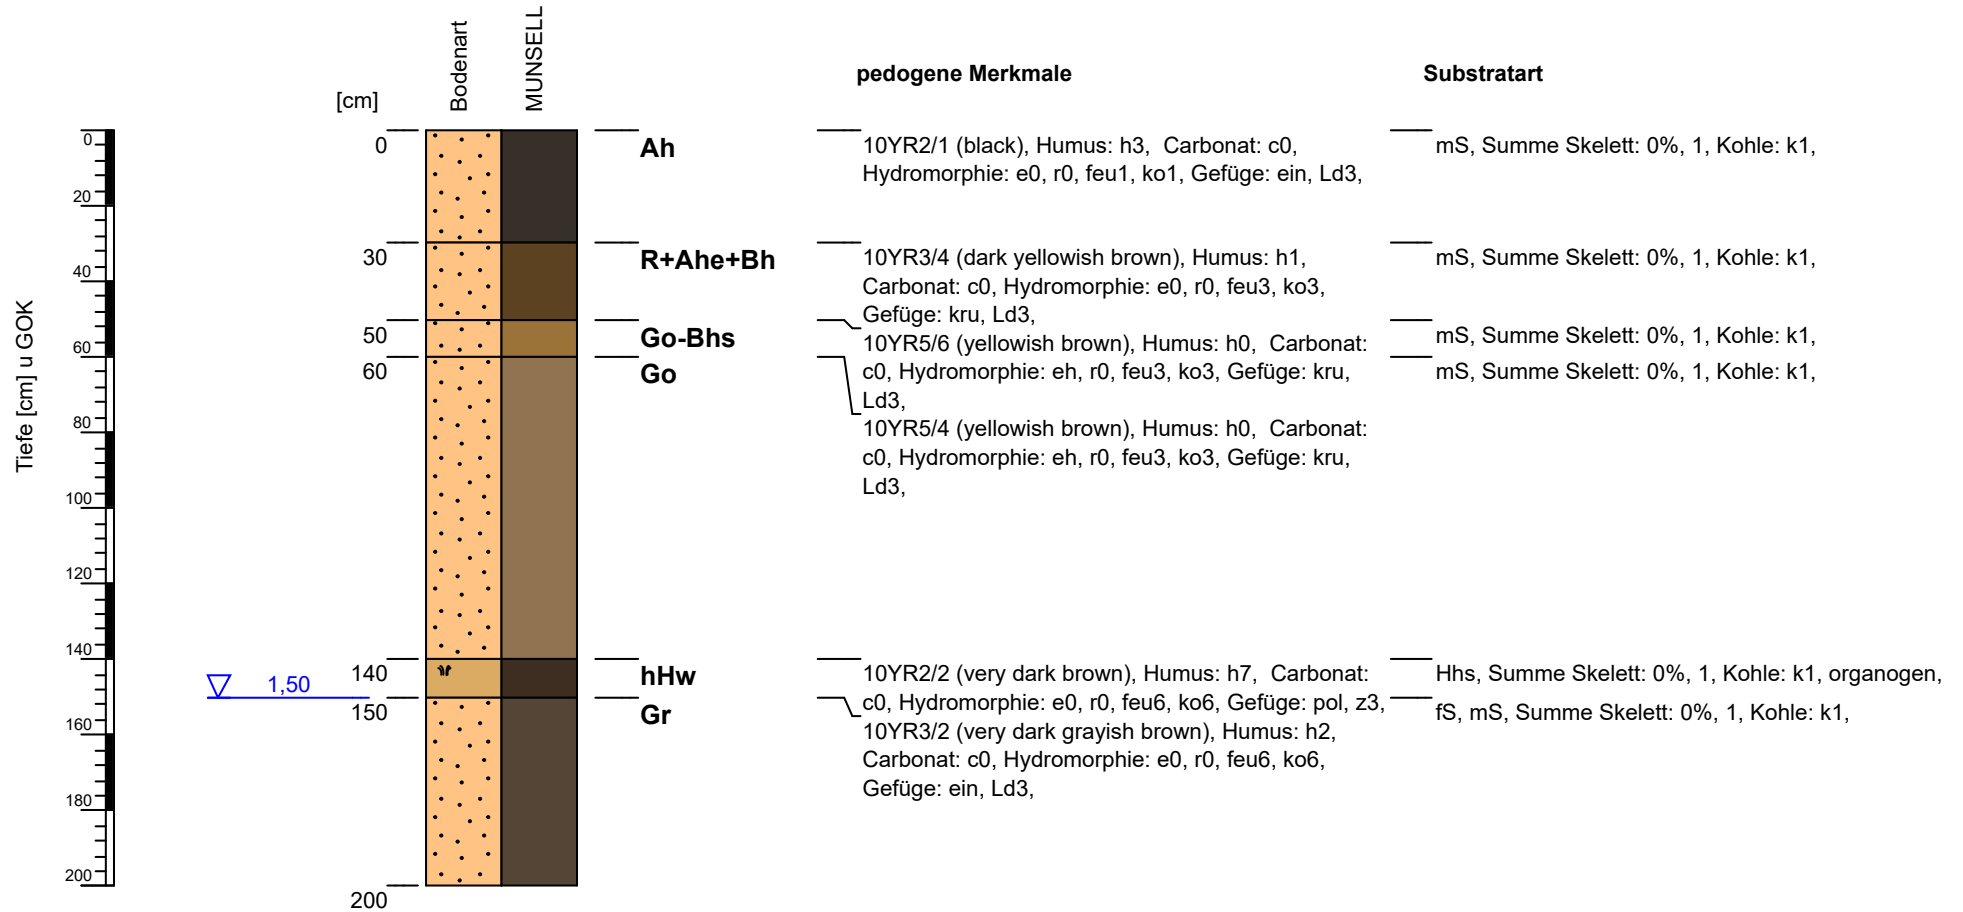 Bodenart
MUNSELL
pedogene Merkmale
Substratart
[cm]
Tiefe [cm] u GOK
0
20
40
60
80
100
120
140
160
180
200
0
Ah
10YR2/1 (black), Humus: h3, Carbonat: c0,
Hydromorphie: e0, r0, feu1, ko1, Gefüge: ein, Ld3,
mS, Summe Skelett: 0%, 1, Kohle: k1,
30
R+Ahe+Bh
10YR3/4 (dark yellowish brown), Humus: h1,
Carbonat: c0, Hydromorphie: e0, r0, feu3, ko3,
Gefüge: kru, Ld3,
mS, Summe Skelett: 0%, 1, Kohle: k1,
50
Go-Bhs
10YR5/6 (yellowish brown), Humus: h0, Carbonat:
c0, Hydromorphie: eh, r0, feu3, ko3, Gefüge: kru,
Ld3,
mS, Summe Skelett: 0%, 1, Kohle: k1,
60
Go
10YR5/4 (yellowish brown), Humus: h0, Carbonat:
c0, Hydromorphie: eh, r0, feu3, ko3, Gefüge: kru,
Ld3,
mS, Summe Skelett: 0%, 1, Kohle: k1,
140
hHw
10YR2/2 (very dark brown), Humus: h7, Carbonat:
c0, Hydromorphie: e0, r0, feu6, ko6, Gefüge: pol, z3,
Hhs, Summe Skelett: 0%, 1, Kohle: k1, organogen,
1,50
150
Gr
10YR3/2 (very dark grayish brown), Humus: h2,
Carbonat: c0, Hydromorphie: e0, r0, feu6, ko6,
Gefüge: ein, Ld3,
fS, mS, Summe Skelett: 0%, 1, Kohle: k1,
200